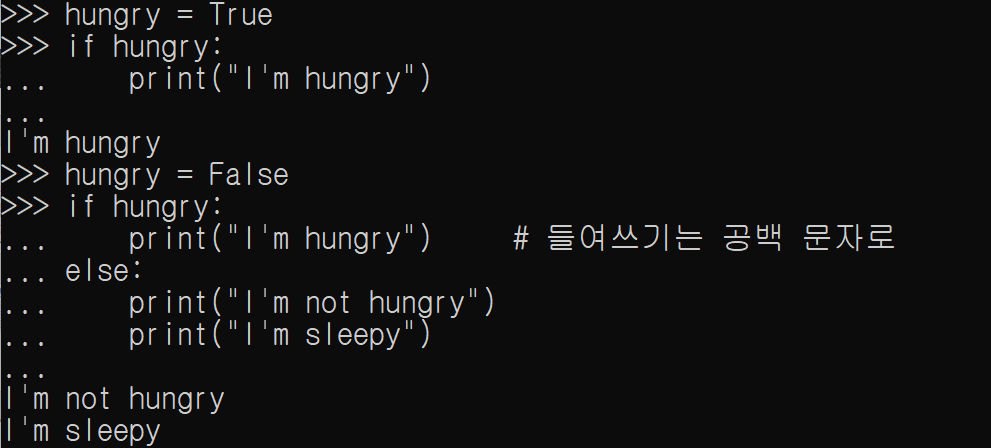 >>> hungry = True
>>> if hungry:
...     print("I'm hungry")
...
I'm hungry
>>> hungry = False
>>> if hungry:
...     print("I'm hungry")     # 들여쓰기는 공백 문자로
... else:
...     print("I'm not hungry")
...     print("I'm sleepy")
...
I'm not hungry
I'm sleepy